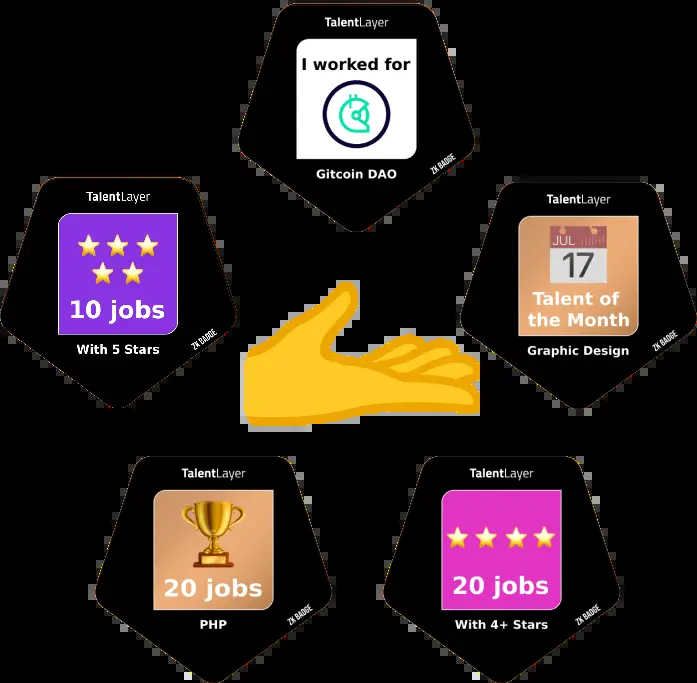 TalentLayer
I worked for
Gitcoin DAO
ZK BADGE
TalentLayer
10 jobs
With 5 Stars
ZK BADGE
TalentLayer
JUL
17
Talent of
the Month
Graphic Design
ZK BADGE
TalentLayer
20 jobs
PHP
ZK BADGE
TalentLayer
20 jobs
With 4+ Stars
ZK BADGE